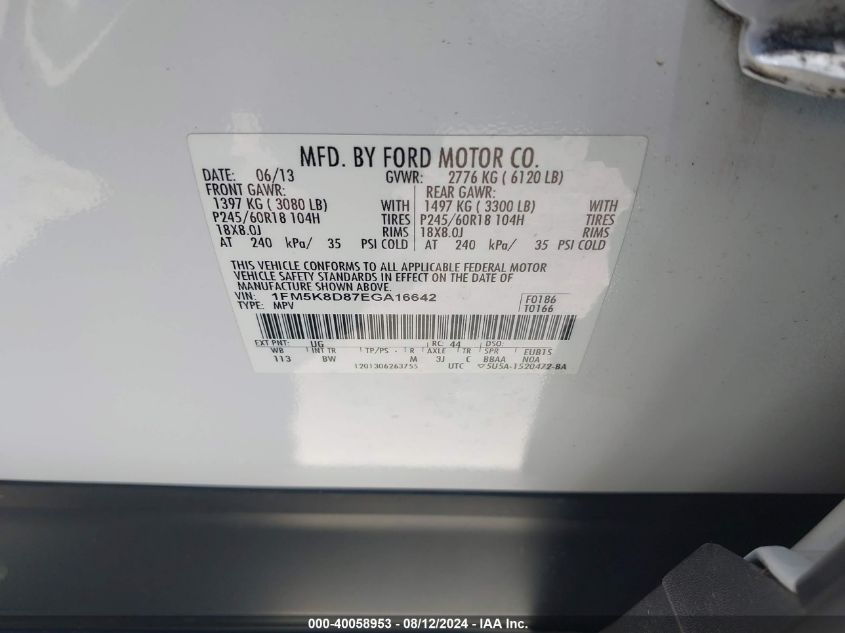 MFD. BY FORD MOTOR CO.
DATE: 06/13 GVWR: 2776 KG ( 6120 LB)
FRONT GAWR: REAR GAWR:
1397 KG ( 3080 LB) WITH 1497 KG ( 3300 LB) WITH
P245/60R18 104H TIRES P245/60R18 104H TIRES
18X8.0J RIMS 18X8.0J RIMS
AT 240 kPa/ 35 PSI COLD AT 240 kPa/ 35 PSI COLD
THIS VEHICLE CONFORMS TO ALL APPLICABLE FEDERAL MOTOR
VEHICLE SAFETY STANDARDS IN EFFECT ON THE DATE OF
MANUFACTURE SHOWN ABOVE.
VIN: 1FM5K8D87EGA16642 F0186
TYPE: MPV T0166
EXT PNT: UG RC: 44 DSO:
WB INT TR TP/PS R AXLE TR SPR EUB15
113 BW M 3J C BBAA N0A
1201306263755 UTC 5U5A-1520472-BA
000-40058953 - 08/12/2024 - IAA Inc.